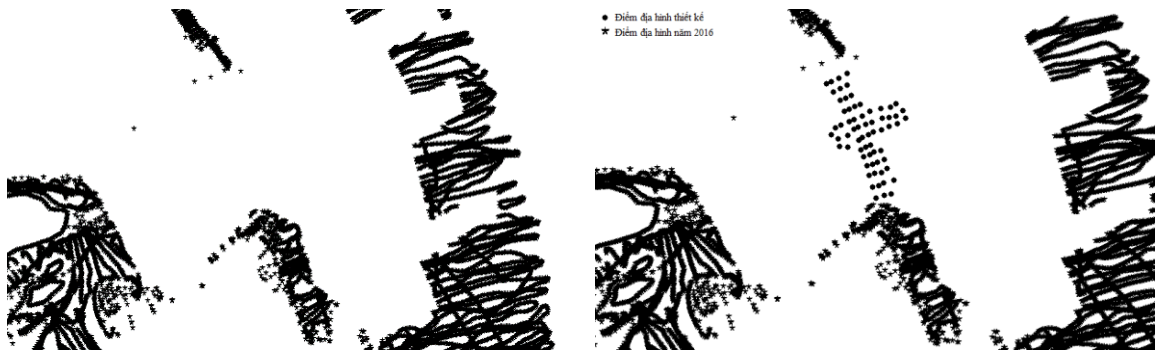 Điểm địa hình thiết kế
Điểm địa hình năm 2016